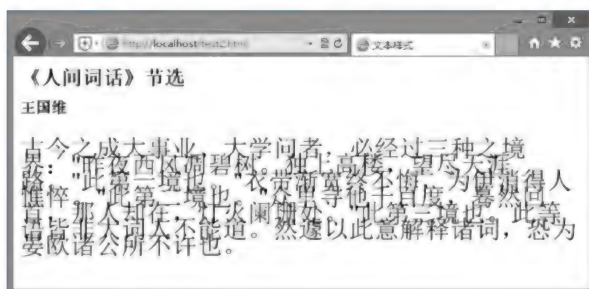 http://localhost/test2.html
文本样式
《人间词话》节选
王国维
古今之成大事业、大学问者，必经过三种之境
界："昨夜西风凋碧树。独上高楼，望尽天涯
路。"此第一境也。"衣带渐宽终不悔，为伊消得人
憔悴。"此第二境也。"众里寻他千百度，蓦然回
首，那人却在，灯火阑珊处。"此第三境也。此等
语皆非大词人不能道。然遽以此意解释诸词，恐为
晏欧诸公所不许也。